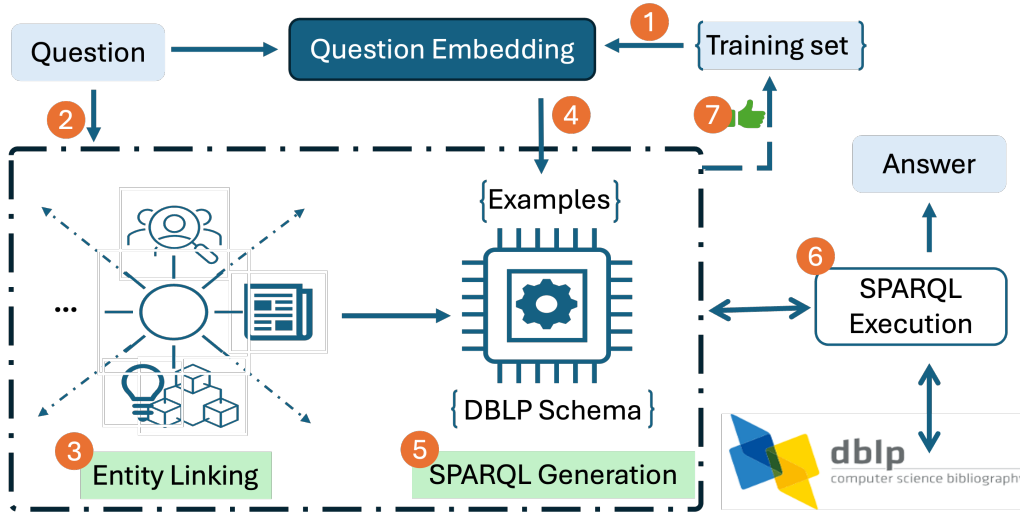 Question
Question Embedding
1
{Training set}
2
4
7
Answer
{Examples}
6
SPARQL
Execution
...
{DBLP Schema}
3
Entity Linking
5
SPARQL Generation
dblp
computer science bibliography